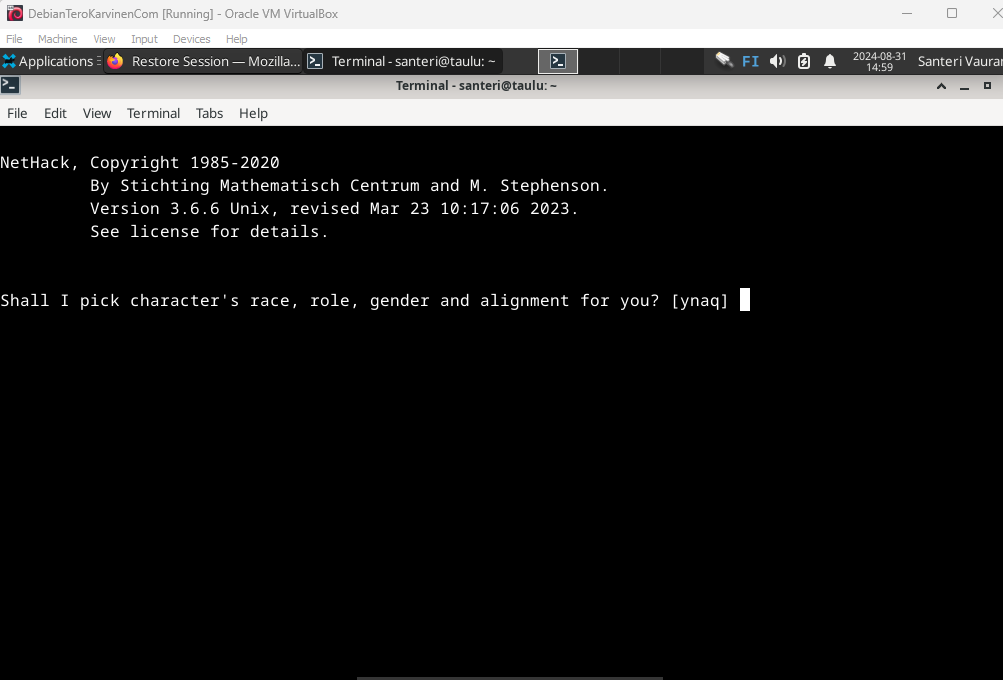 DebianTeroKarvinenCom [Running] - Oracle VM VirtualBox
File Machine View Input Devices Help
Applications Restore Session — Mozilla... Terminal - santeri@taulu: ~ FI 2024-08-31 Santeri Vaura
14:59
Terminal - santeri@taulu: ~
File Edit View Terminal Tabs Help
NetHack, Copyright 1985-2020
By Stichting Mathematisch Centrum and M. Stephenson.
Version 3.6.6 Unix, revised Mar 23 10:17:06 2023.
See license for details.
Shall I pick character's race, role, gender and alignment for you? [ynaq]